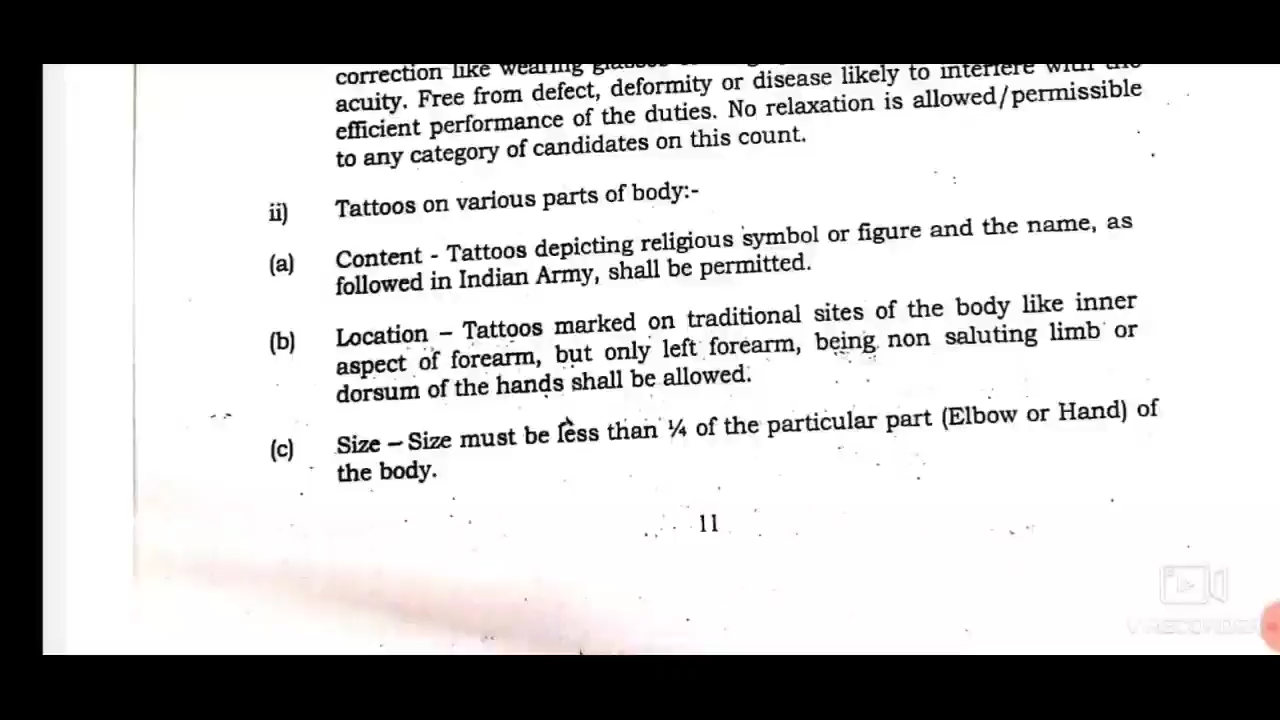 correction like wearing glasses
acuity. Free from defect, deformity or disease likely to interfere with the
efficient performance of the duties. No relaxation is allowed/permissible
to any category of candidates on this count.
ii) Tattoos on various parts of body:-
(a) Content - Tattoos depicting religious symbol or figure and the name, as
followed in Indian Army, shall be permitted.
(b) Location – Tattoos marked on traditional sites of the body like inner
aspect of forearm, but only left forearm, being non saluting limb or
dorsum of the hands shall be allowed.
(c) Size – Size must be less than ¼ of the particular part (Elbow or Hand) of
the body.
11
V RECORDER